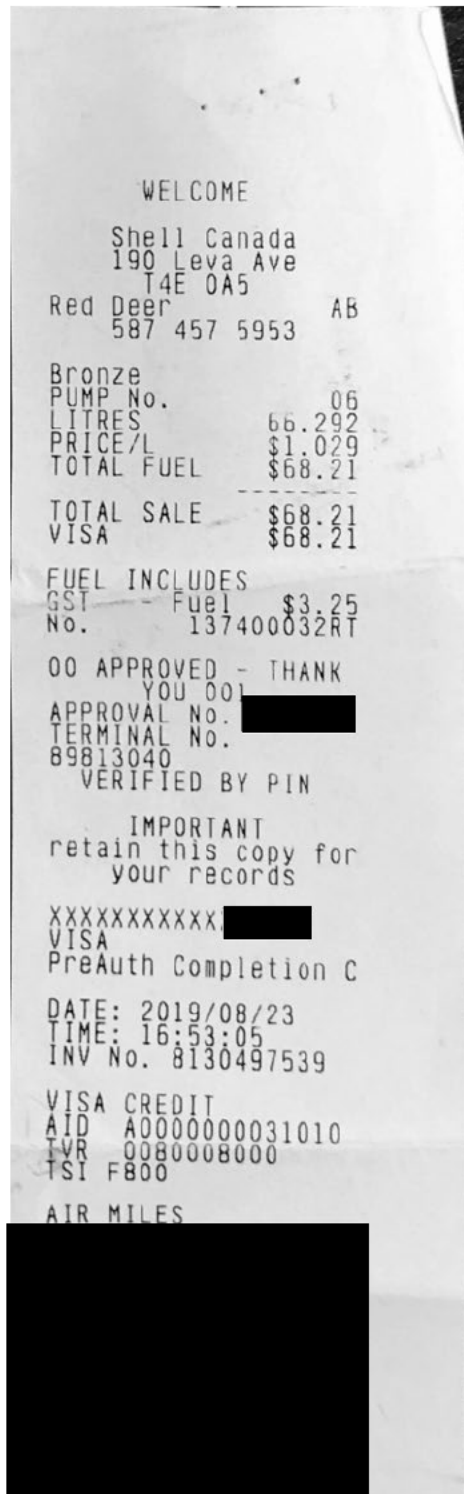 WELCOME
Shell Canada
190 Leva Ave
T4E 0A5
Red Deer AB
587 457 5953
Bronze
PUMP No. 06
LITRES 66.292
PRICE/L $1.029
TOTAL FUEL $68.21
TOTAL SALE $68.21
VISA $68.21
FUEL INCLUDES
GST - Fuel $3.25
No. 137400032RT
00 APPROVED - THANK
YOU 001
APPROVAL No.
TERMINAL No.
89813040
VERIFIED BY PIN
IMPORTANT
retain this copy for
your records
XXXXXXXXXXX
VISA
PreAuth Completion C
DATE: 2019/08/23
TIME: 16:53:05
INV No. 8130497539
VISA CREDIT
AID A0000000031010
TVR 0080008000
TSI F800
AIR MILES